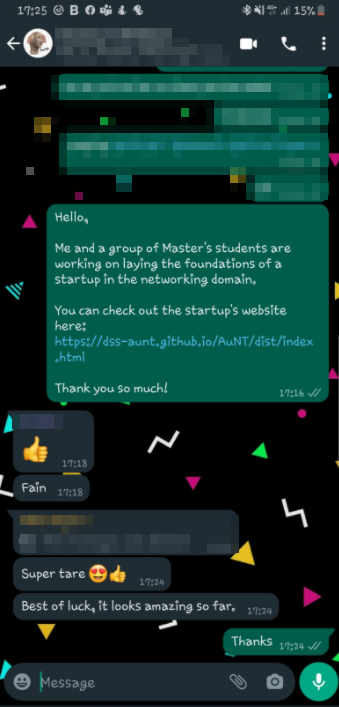 17:25
15%
Hello,
Me and a group of Master's students are
working on laying the foundations of a
startup in the networking domain.
You can check out the startup's website
here:
https://dss-aunt.github.io/AuNT/dist/index
.html
Thank you so much!
17:16
👍
17:18
Fain 17:18
Super tare 😍👍 17:24
Best of luck, it looks amazing so far. 17:24
Thanks 17:24
Message